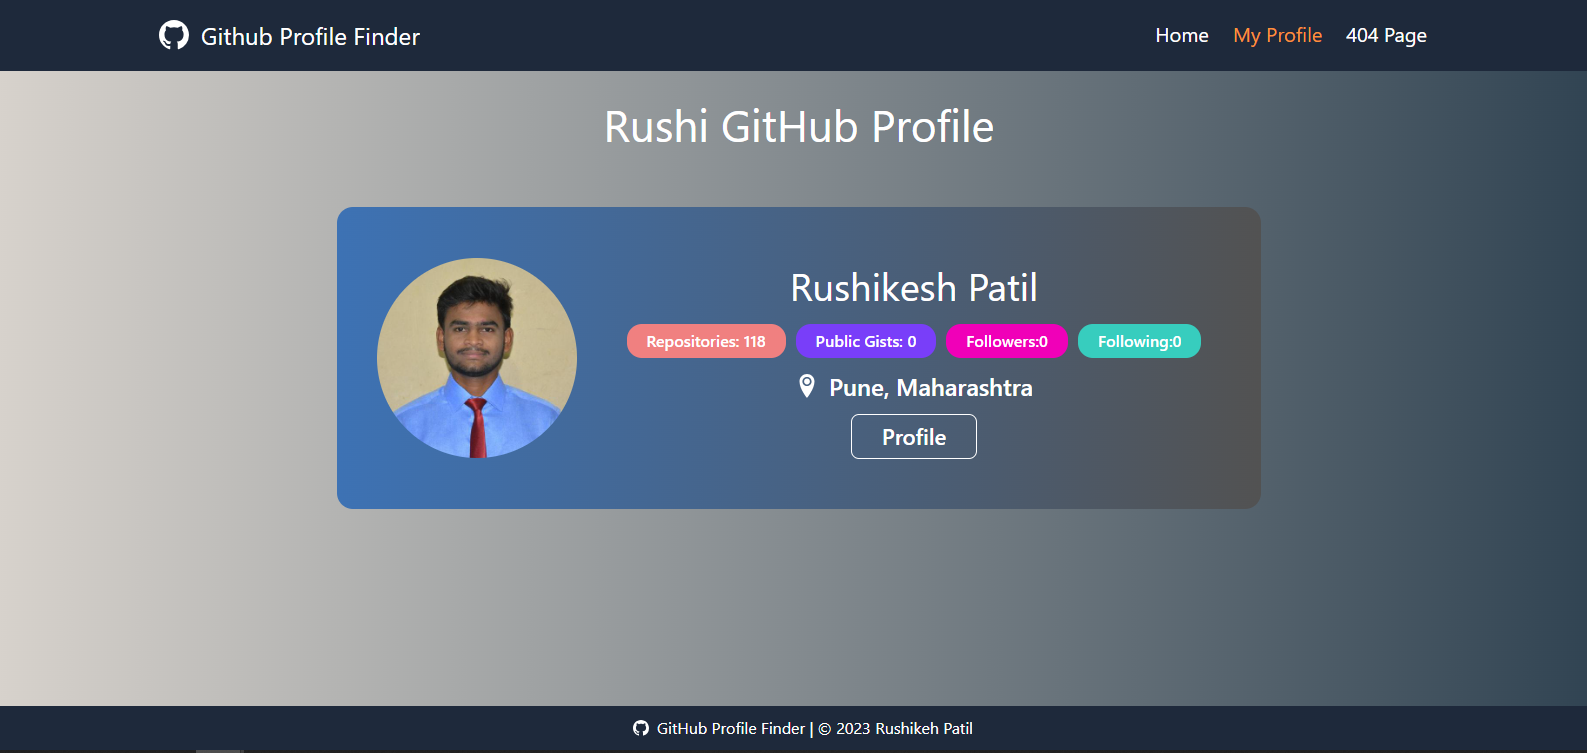 Github Profile Finder
Home My Profile 404 Page
Rushi GitHub Profile
Rushikesh Patil
Repositories: 118 Public Gists: 0 Followers:0 Following:0
Pune, Maharashtra
Profile
GitHub Profile Finder | © 2023 Rushikeh Patil